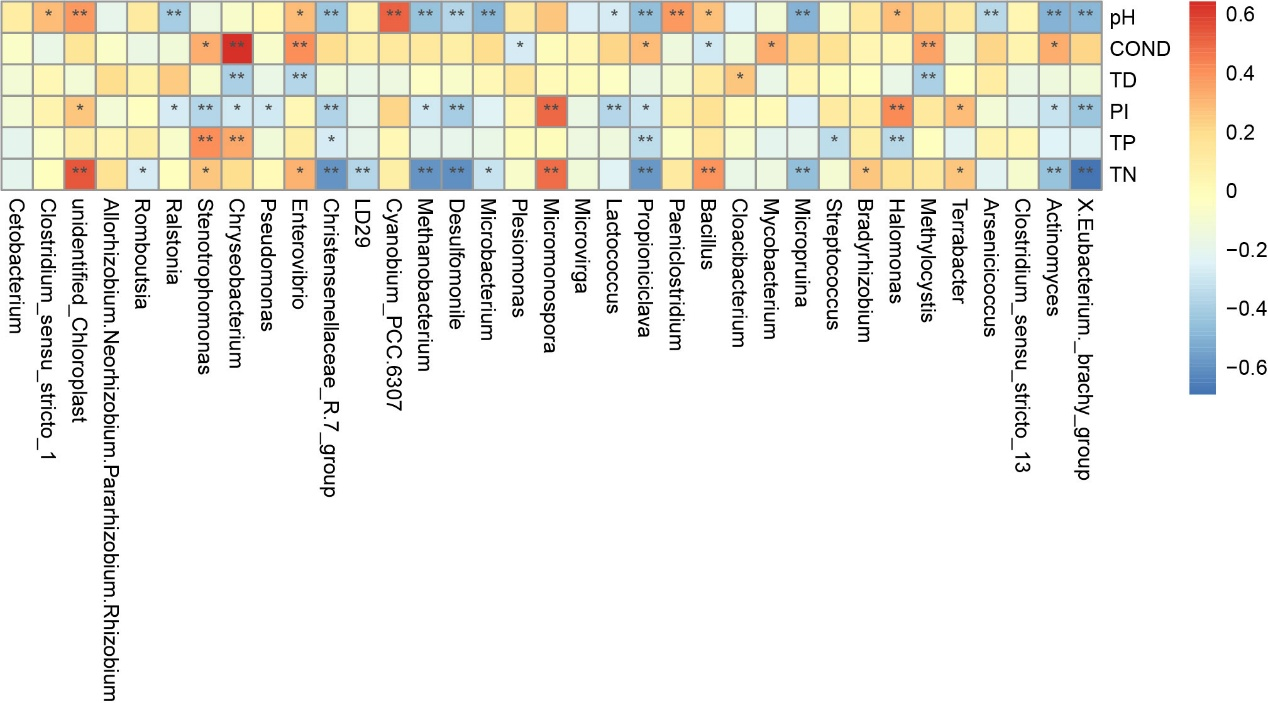 * ** ** * ** ** ** ** ** * ** ** * ** * ** ** ** pH
* ** ** * * * * ** * COND
** ** * ** TD
* * ** * * ** * ** ** ** * ** * * ** PI
** ** * ** * ** TP
** * * * ** ** ** ** * ** ** ** ** * * ** ** TN
Cetobacterium
Clostridium_sensu_stricto_1
unidentified_Chloroplast
Allorhizobium.Neorhizobium.Pararhizobium.Rhizobium
Romboutsia
Ralstonia
Stenotrophomonas
Chryseobacterium
Pseudomonas
Enterovibrio
Christensenellaceae_R.7_group
LD29
Cyanobium_PCC.6307
Methanobacterium
Desulfomonile
Microbacterium
Plesiomonas
Micromonospora
Microvirga
Lactococcus
Propioniciclava
Paeniclostridium
Bacillus
Cloacibacterium
Mycobacterium
Micropruina
Streptococcus
Bradyrhizobium
Halomonas
Methylocystis
Terrabacter
Arsenicicoccus
Clostridium_sensu_stricto_13
Actinomyces
X.Eubacterium._brachy_group
0.6
0.4
0.2
0
−0.2
−0.4
−0.6